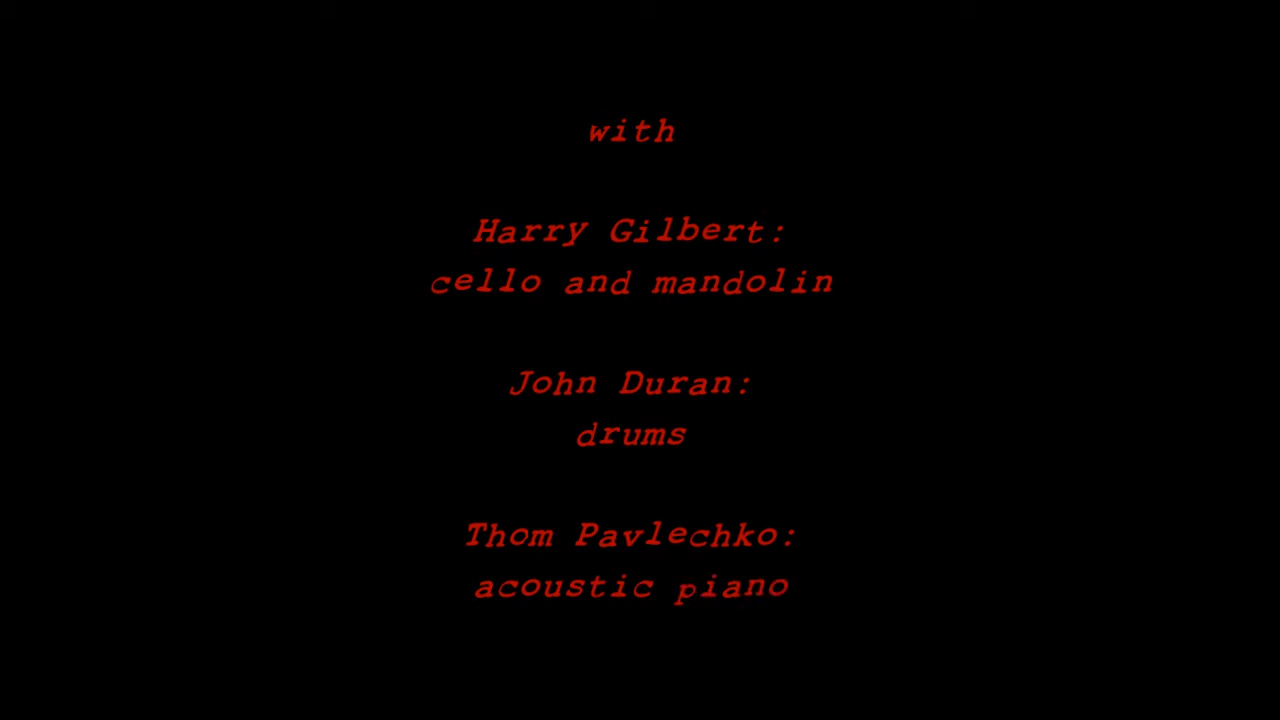 with
Harry Gilbert:
cello and mandolin
John Duran:
drums
Thom Pavlechko:
acoustic piano